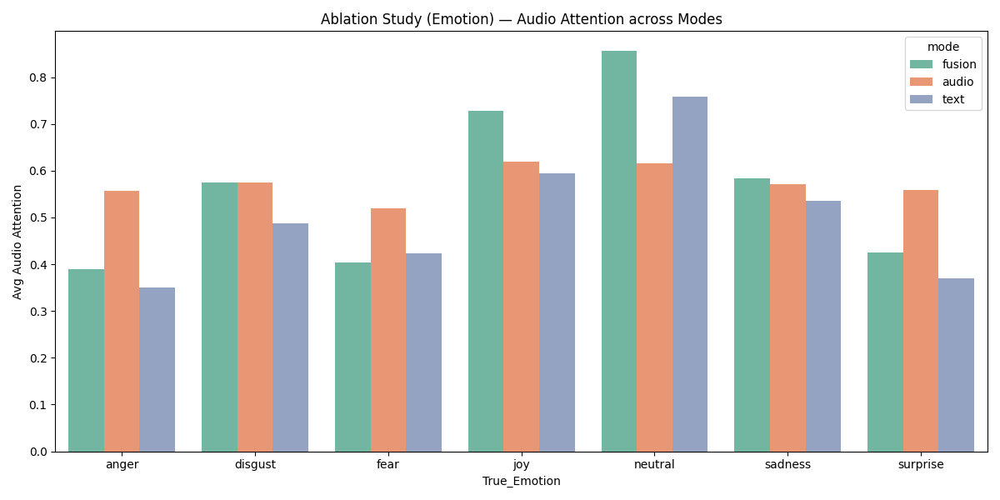 Ablation Study (Emotion) — Audio Attention across Modes
mode
fusion
audio
text
Avg Audio Attention
0.8
0.7
0.6
0.5
0.4
0.3
0.2
0.1
0.0
anger disgust fear joy neutral sadness surprise
True_Emotion